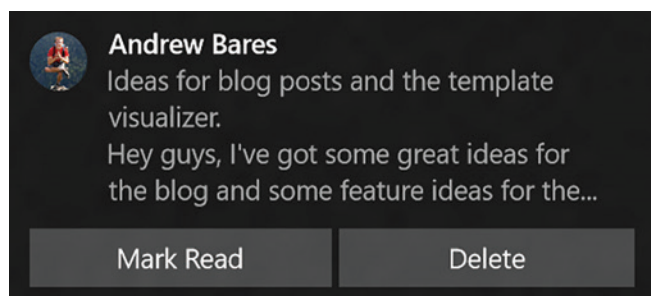 Andrew Bares
Ideas for blog posts and the template
visualizer.
Hey guys, I've got some great ideas for
the blog and some feature ideas for the...
Mark Read
Delete